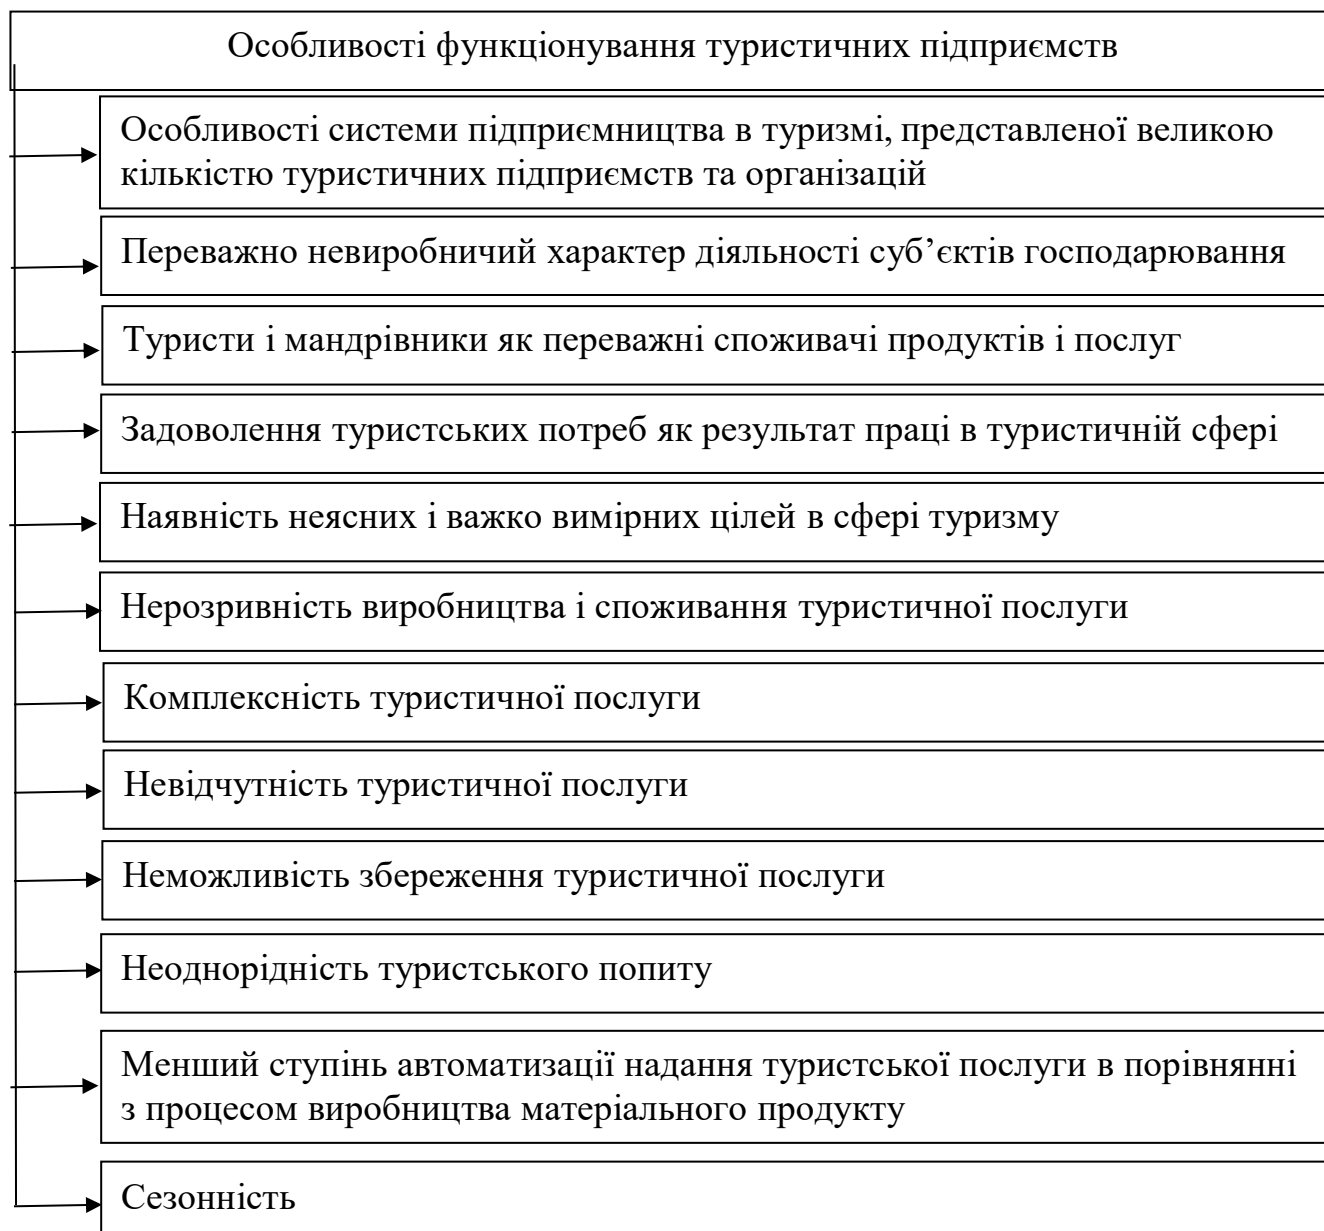 Особливості функціонування туристичних підприємств
Особливості системи підприємництва в туризмі, представленої великою
кількістю туристичних підприємств та організацій
Переважно невиробничий характер діяльності суб’єктів господарювання
Туристи і мандрівники як переважні споживачі продуктів і послуг
Задоволення туристських потреб як результат праці в туристичній сфері
Наявність неясних і важко вимірних цілей в сфері туризму
Нерозривність виробництва і споживання туристичної послуги
Комплексність туристичної послуги
Невідчутність туристичної послуги
Неможливість збереження туристичної послуги
Неоднорідність туристського попиту
Менший ступінь автоматизації надання туристської послуги в порівнянні
з процесом виробництва матеріального продукту
Сезонність